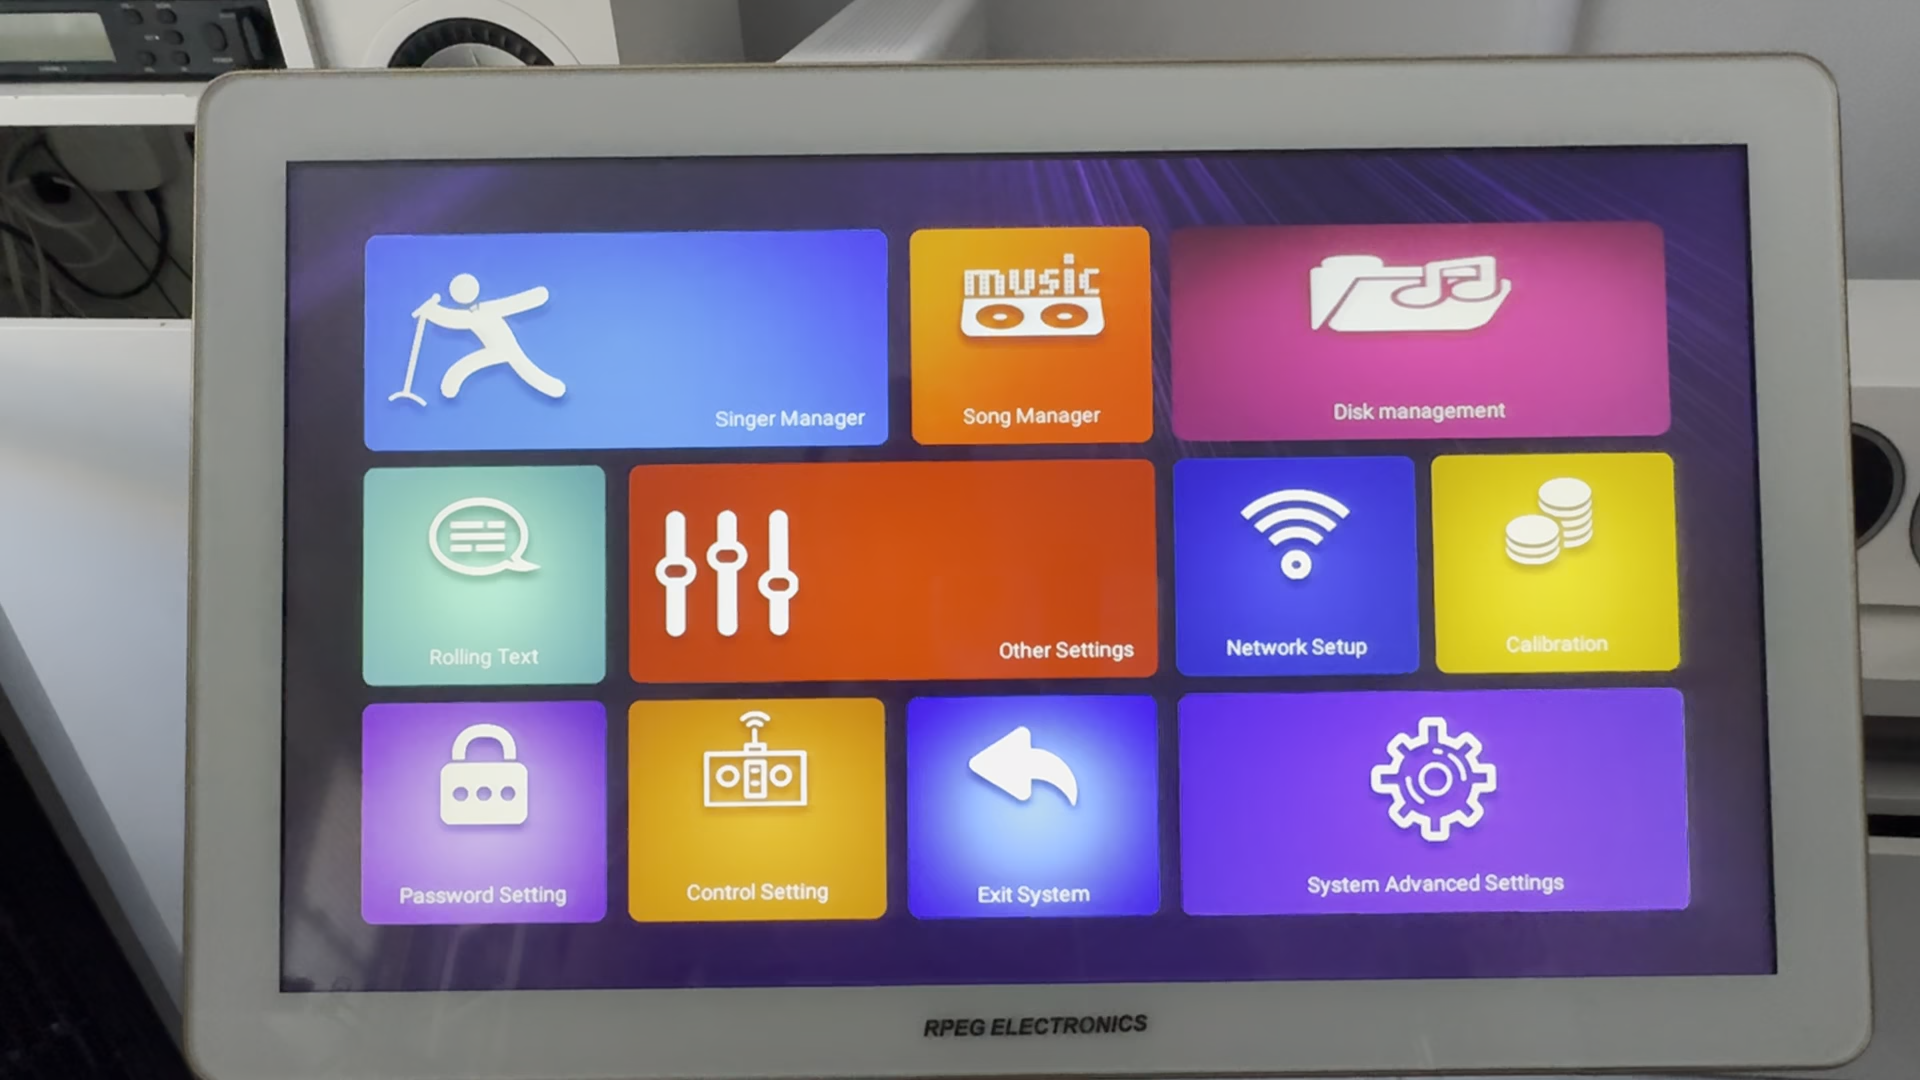 music
Singer Manager
Song Manager
Disk management
Rolling Text
Other Settings
Network Setup
Calibration
Password Setting
Control Setting
Exit System
System Advanced Settings
RPEG ELECTRONICS